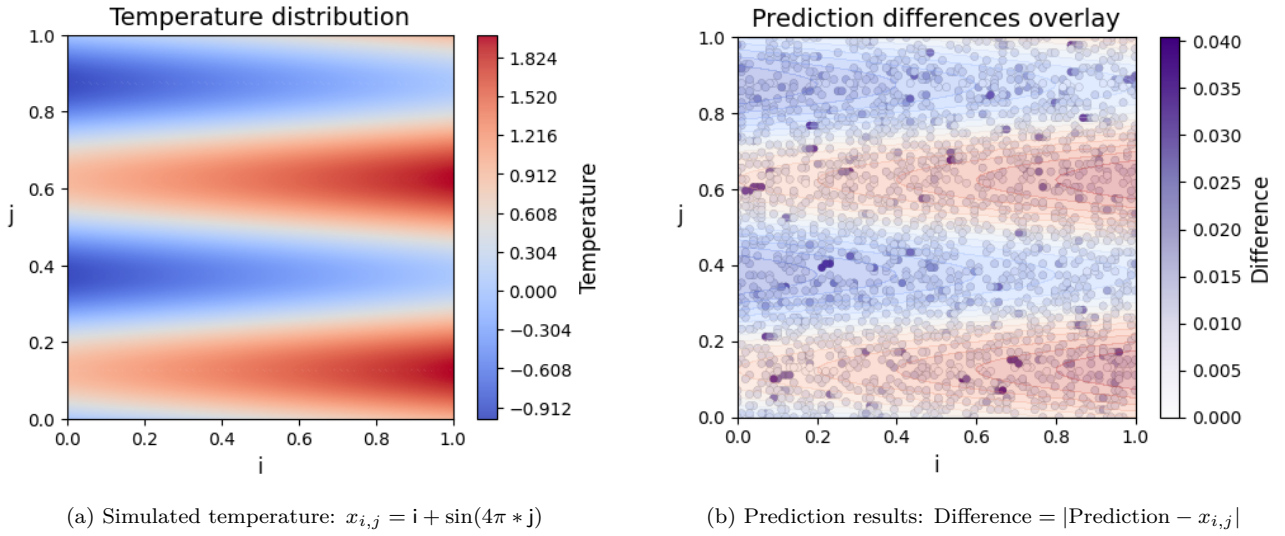 Temperature distribution
1.0
0.8
0.6
0.4
0.2
0.0
j
0.0 0.2 0.4 0.6 0.8 1.0
i
1.824
1.520
1.216
0.912
0.608
0.304
0.000
−0.304
−0.608
−0.912
Temperature
(a) Simulated temperature: $x_{i,j} = \mathsf{i} + \sin(4\pi * \mathsf{j})$
Prediction differences overlay
1.0
0.8
0.6
0.4
0.2
0.0
j
0.0 0.2 0.4 0.6 0.8 1.0
i
0.040
0.035
0.030
0.025
0.020
0.015
0.010
0.005
0.000
Difference
(b) Prediction results: Difference = |Prediction − $x_{i,j}$|